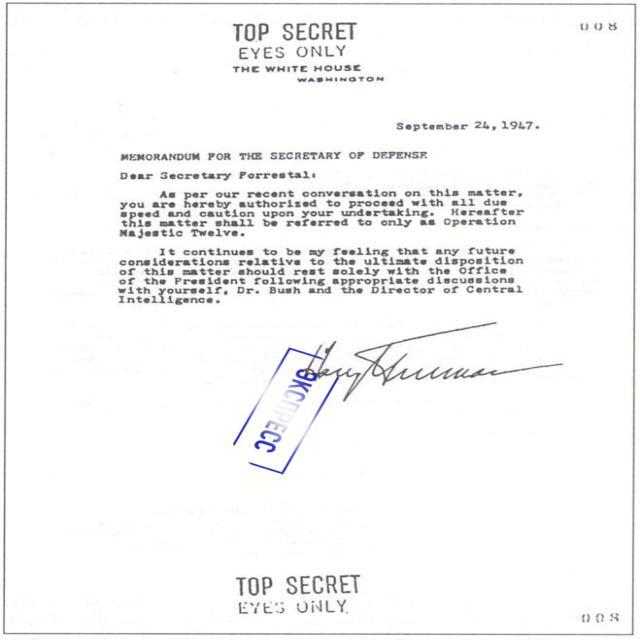 TOP SECRET
EYES ONLY
008
THE WHITE HOUSE
WASHINGTON
September 24, 1947.
MEMORANDUM FOR THE SECRETARY OF DEFENSE
Dear Secretary Forrestal:
As per our recent conversation on this matter,
you are hereby authorized to proceed with all due
speed and caution upon your undertaking. Hereafter
this matter shall be referred to only as Operation
Majestic Twelve.
It continues to be my feeling that any future
considerations relative to the ultimate disposition
of this matter should rest solely with the Office
of the President following appropriate discussions
with yourself, Dr. Bush and the Director of Central
Intelligence.
Harry Truman
ЭКСПРЕСС
TOP SECRET
EYES ONLY
008